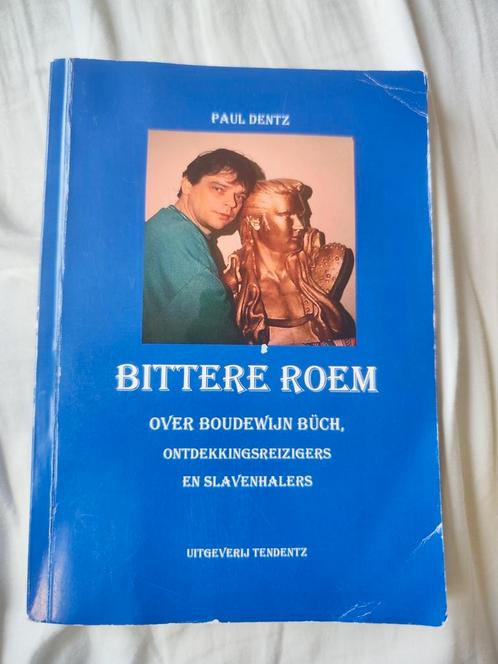 PAUL DENTZ
BITTERE ROEM
OVER BOUDEWIJN BÜCH,
ONTDEKKINGSREIZIGERS
EN SLAVENHALERS
UITGEVERIJ TENDENTZ